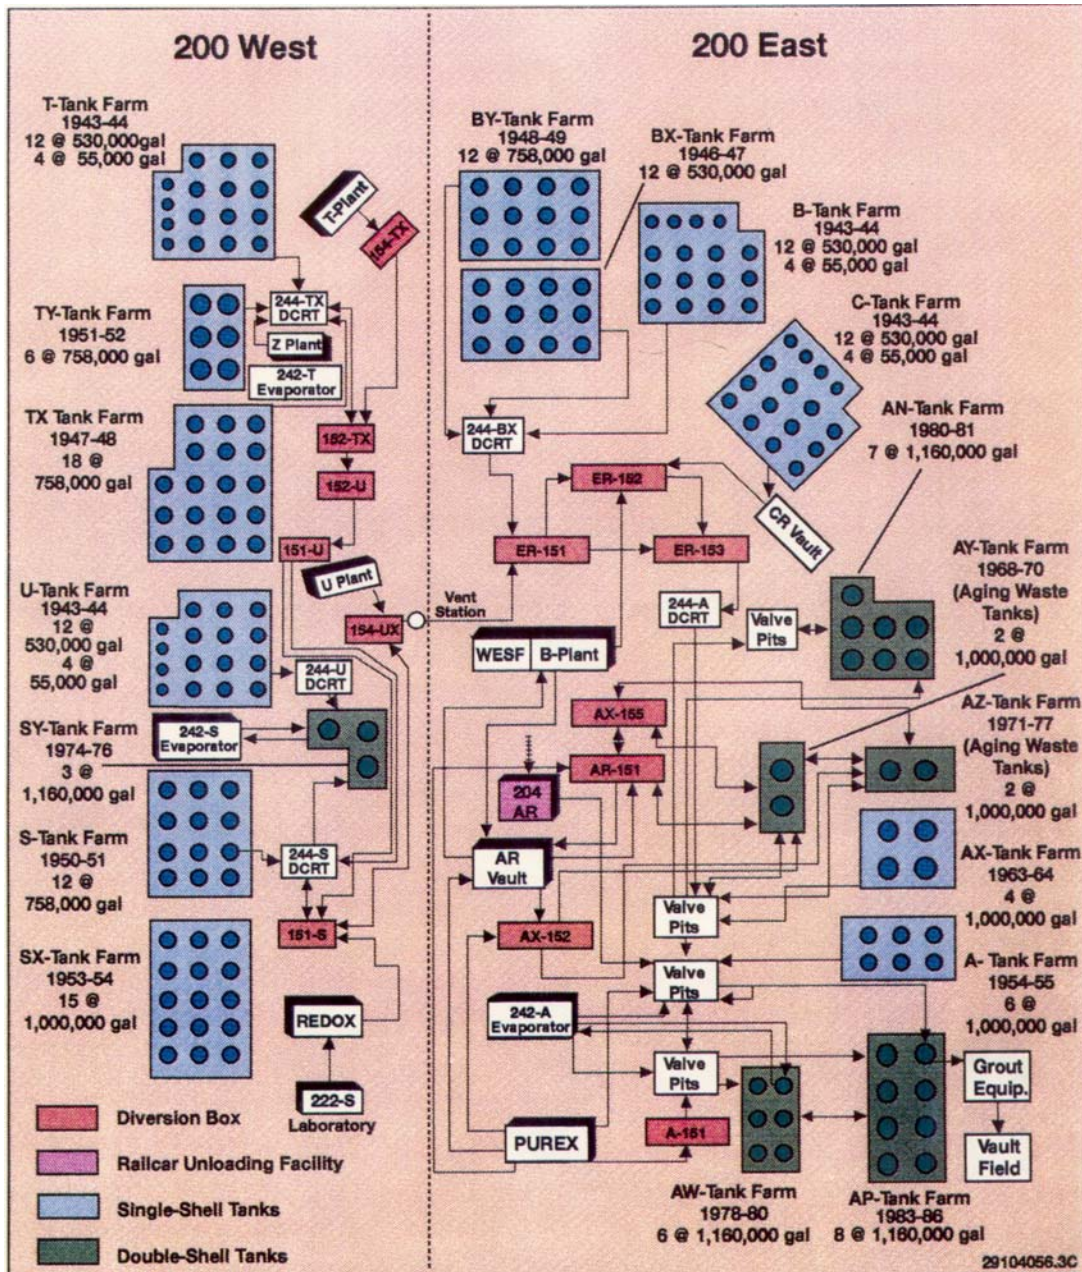 200 West
T-Tank Farm
1943-44
12 @ 530,000gal
4 @ 55,000 gal
T-Plant
154-TX
TY-Tank Farm
1951-52
6 @ 758,000 gal
244-TX
DCRT
Z Plant
242-T
Evaporator
TX Tank Farm
1947-48
18 @
758,000 gal
152-TX
152-U
151-U
U Plant
154-UX
Vent
Station
U-Tank Farm
1943-44
12 @
530,000 gal
4 @
55,000 gal
244-U
DCRT
242-S
Evaporator
SY-Tank Farm
1974-76
3 @
1,160,000 gal
S-Tank Farm
1950-51
12 @
758,000 gal
244-S
DCRT
151-S
SX-Tank Farm
1953-54
15 @
1,000,000 gal
REDOX
222-S
Laboratory
Diversion Box
Railcar Unloading Facility
Single-Shell Tanks
Double-Shell Tanks
200 East
BY-Tank Farm
1948-49
12 @ 758,000 gal
BX-Tank Farm
1946-47
12 @ 530,000 gal
B-Tank Farm
1943-44
12 @ 530,000 gal
4 @ 55,000 gal
C-Tank Farm
1943-44
12 @ 530,000 gal
4 @ 55,000 gal
AN-Tank Farm
1980-81
7 @ 1,160,000 gal
244-BX
DCRT
ER-152
CR Vault
ER-151
ER-153
244-A
DCRT
Valve
Pits
AY-Tank Farm
1968-70
(Aging Waste
Tanks)
2 @
1,000,000 gal
WESF
B-Plant
AX-155
AR-151
204
AR
AZ-Tank Farm
1971-77
(Aging Waste
Tanks)
2 @
1,000,000 gal
AR
Vault
AX-152
Valve
Pits
AX-Tank Farm
1963-64
4 @
1,000,000 gal
Valve
Pits
A- Tank Farm
1954-55
6 @
1,000,000 gal
242-A
Evaporator
Valve
Pits
Grout
Equip.
PUREX
A-151
Vault
Field
AW-Tank Farm
1978-80
6 @ 1,160,000 gal
AP-Tank Farm
1983-86
8 @ 1,160,000 gal
29104056.3C